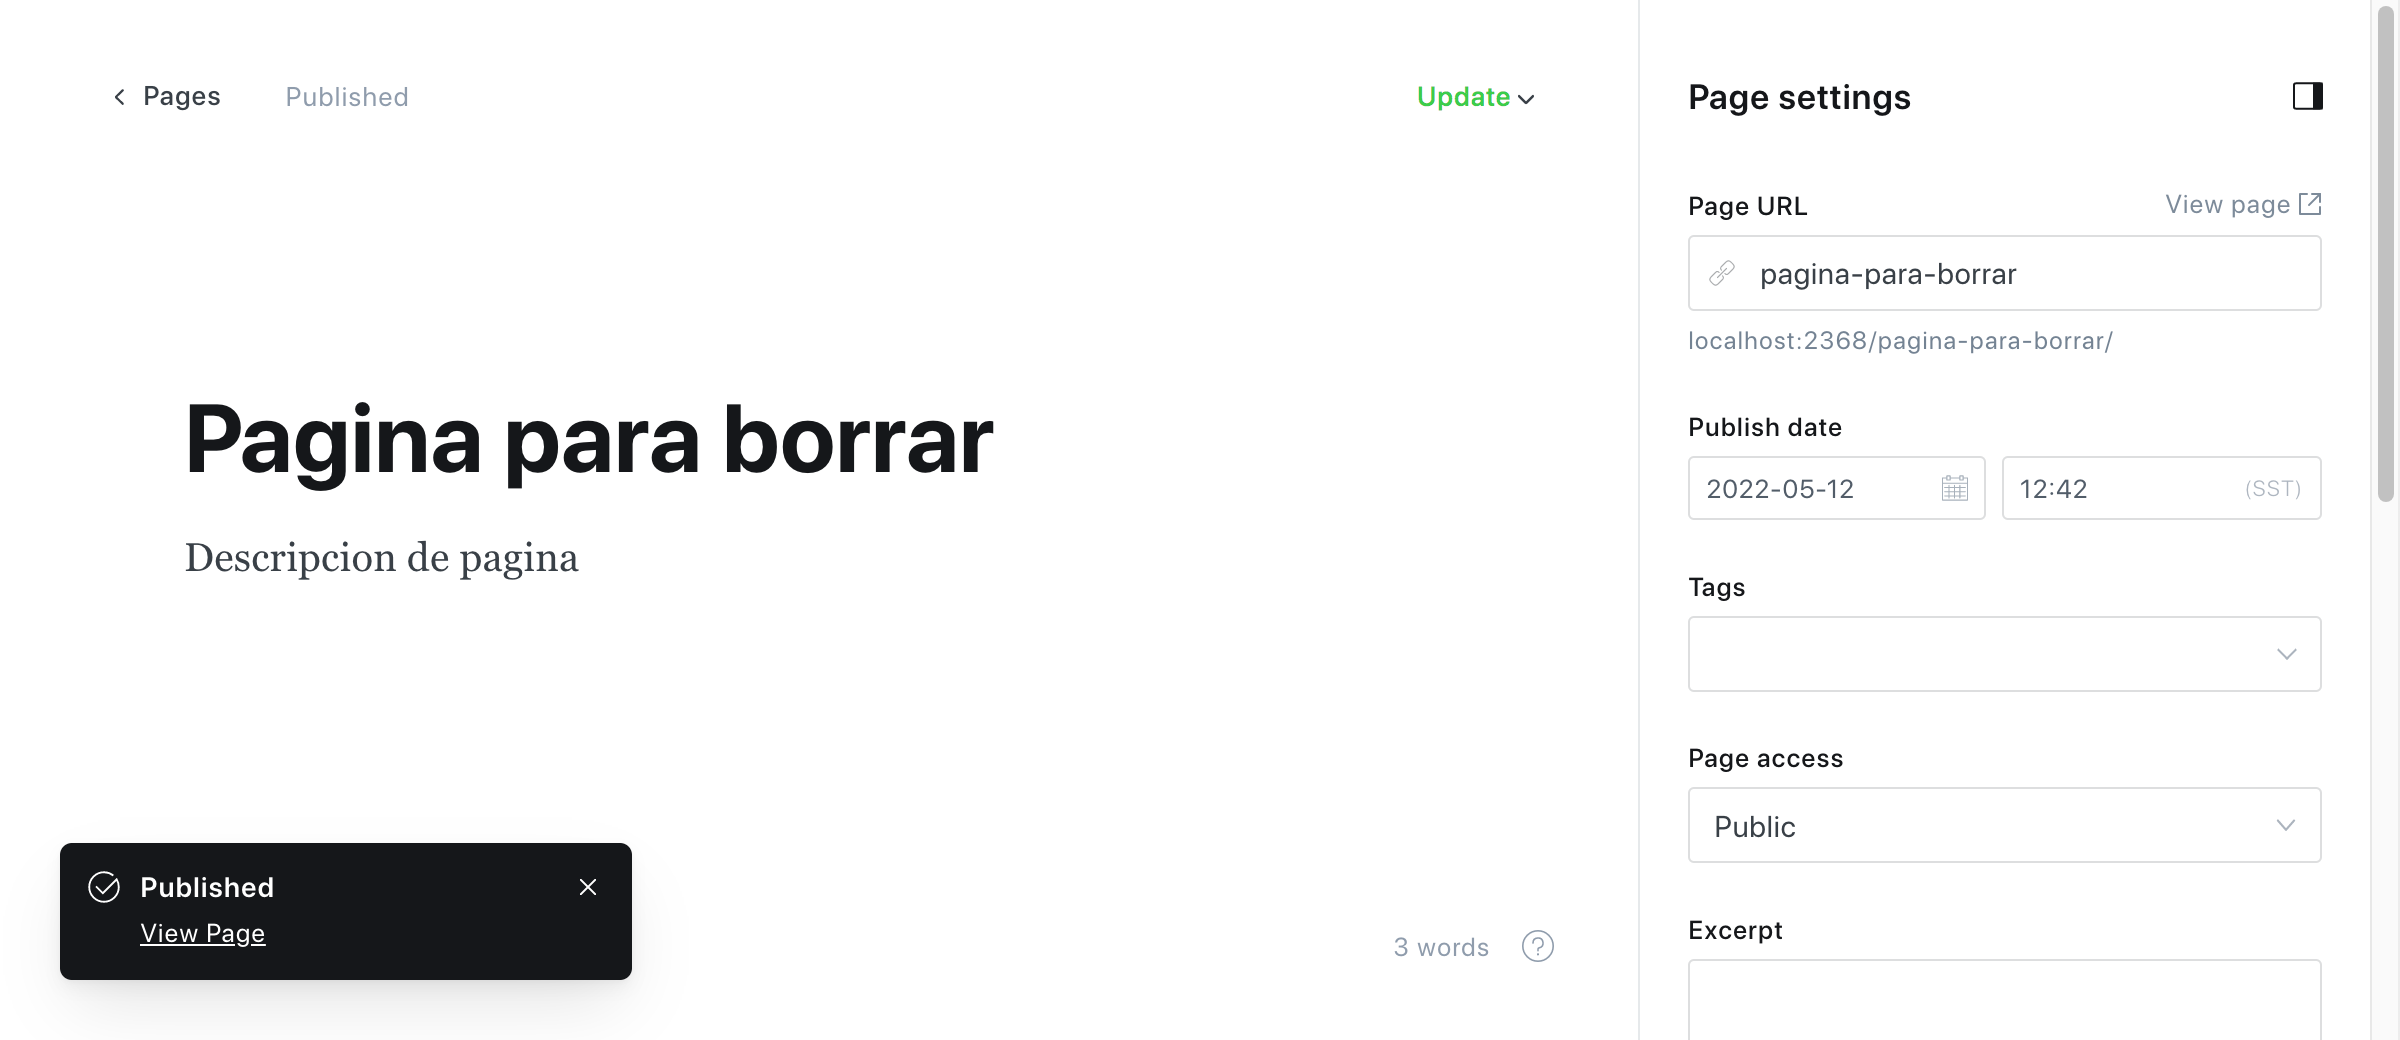 Pages
Published
Update
Pagina para borrar
Descripcion de pagina
Published
View Page
3 words
?
Page settings
Page URL
View page
pagina-para-borrar
localhost:2368/pagina-para-borrar/
Publish date
2022-05-12
12:42 (SST)
Tags
Page access
Public
Excerpt